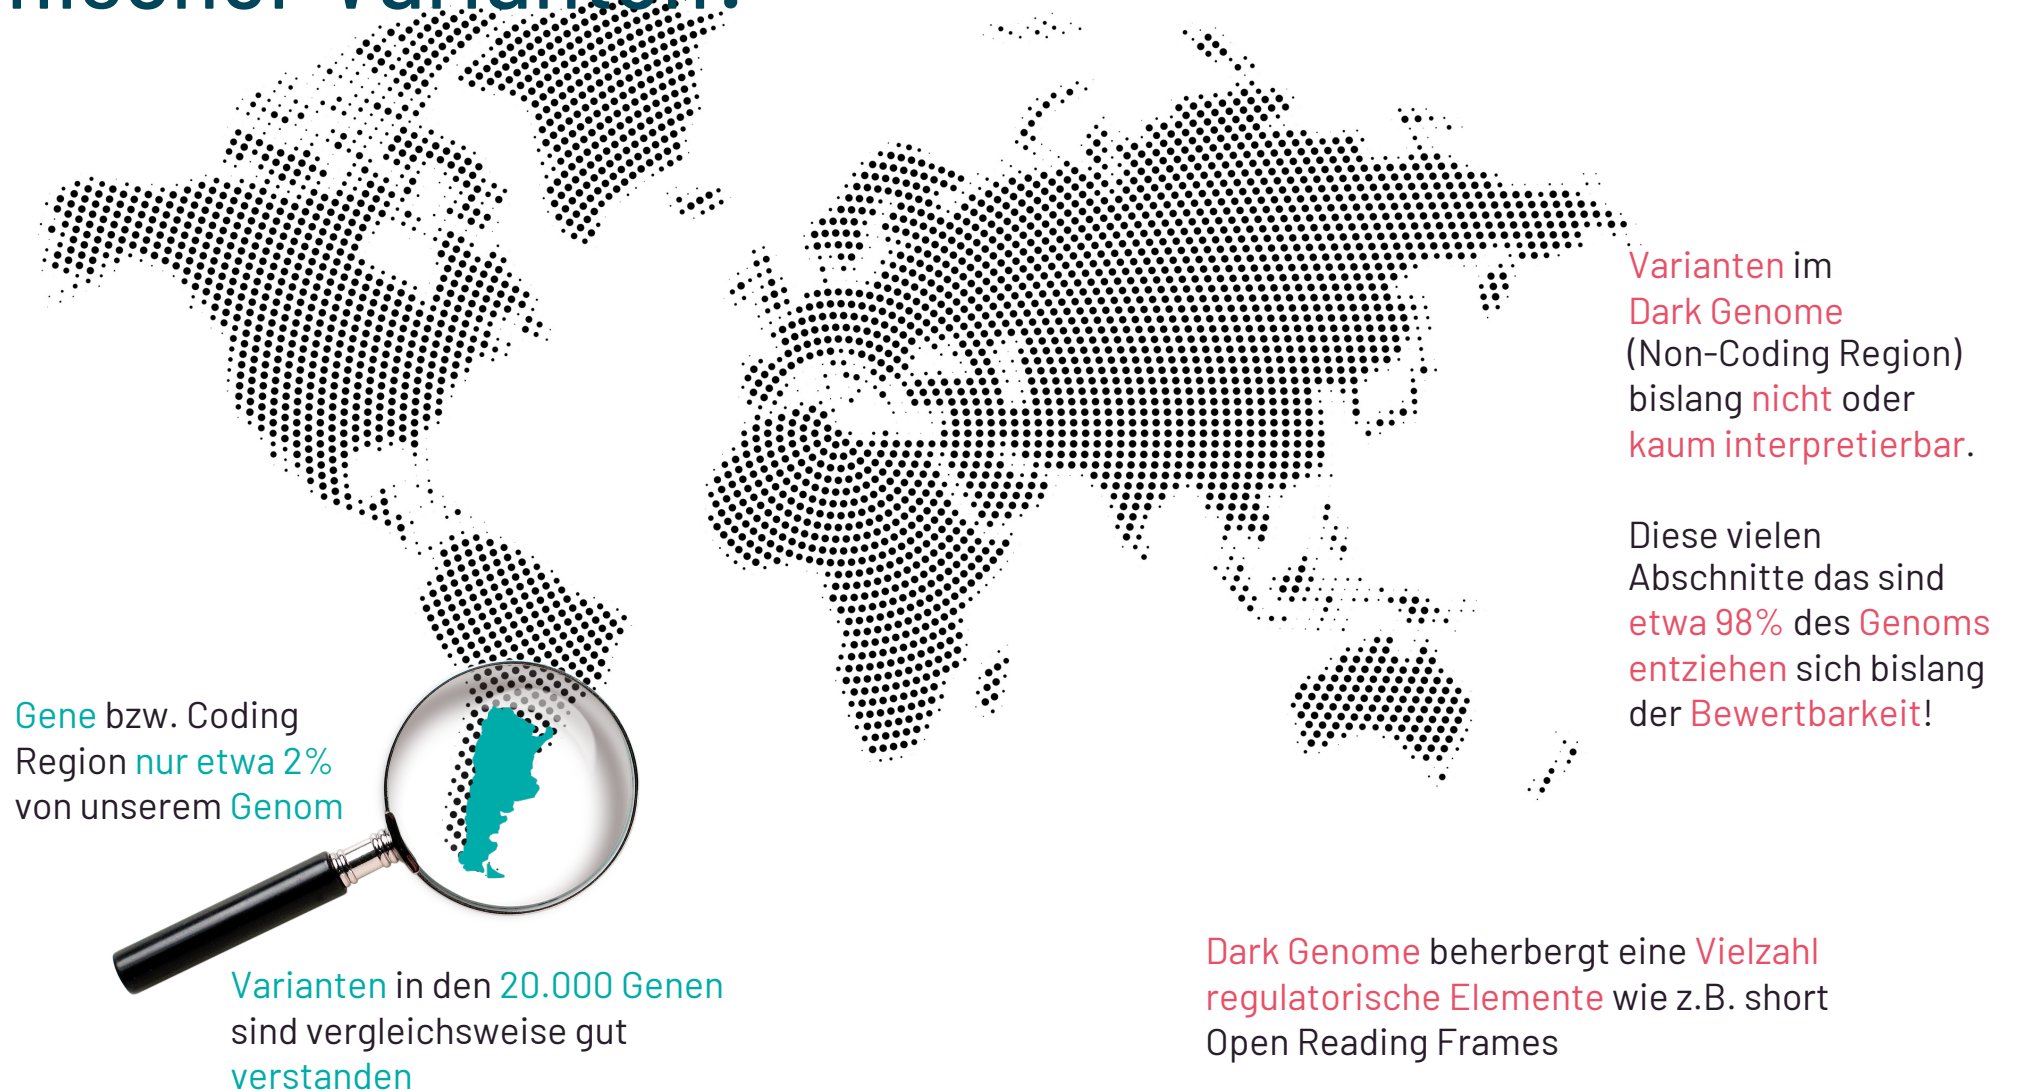 Varianten im
Dark Genome
(Non-Coding Region)
bislang nicht oder
kaum interpretierbar.
Diese vielen
Abschnitte das sind
etwa 98% des Genoms
entziehen sich bislang
der Bewertbarkeit!
Gene bzw. Coding
Region nur etwa 2%
von unserem Genom
Varianten in den 20.000 Genen
sind vergleichsweise gut
verstanden
Dark Genome beherbergt eine Vielzahl
regulatorische Elemente wie z.B. short
Open Reading Frames